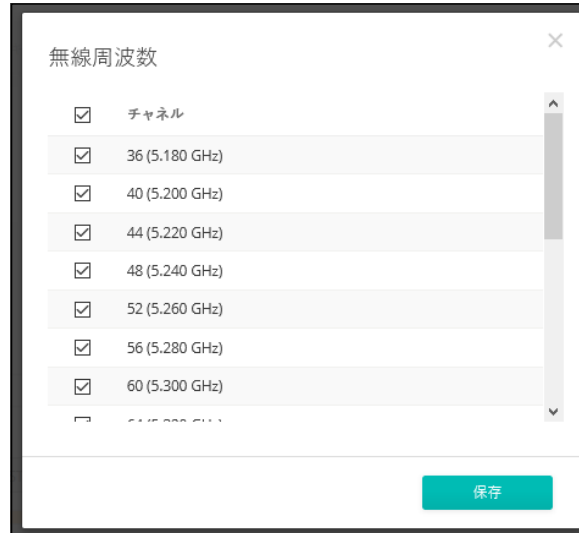 無線周波数
チャネル
36 (5.180 GHz)
40 (5.200 GHz)
44 (5.220 GHz)
48 (5.240 GHz)
52 (5.260 GHz)
56 (5.280 GHz)
60 (5.300 GHz)
保存